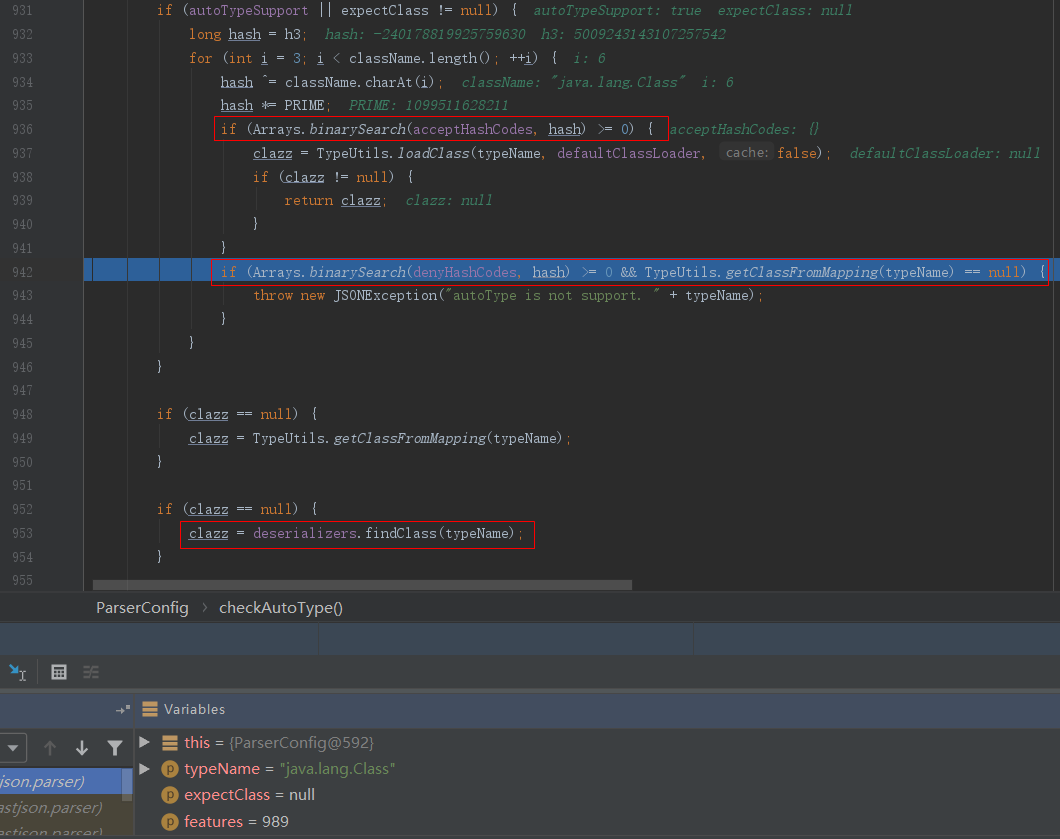 931 if (autoTypeSupport || expectClass != null) { autoTypeSupport: true expectClass: null
932 long hash = h3; hash: -240178819925759630 h3: 5009243143107257542
933 for (int i = 3; i < className.length(); ++i) { i: 6
934 hash ^= className.charAt(i); className: "java.lang.Class" i: 6
935 hash *= PRIME; PRIME: 1099511628211
936 if (Arrays.binarySearch(acceptHashCodes, hash) >= 0) { acceptHashCodes: {}
937 clazz = TypeUtils.loadClass(typeName, defaultClassLoader, cache: false); defaultClassLoader: null
938 if (clazz != null) {
939 return clazz; clazz: null
940 }
941 }
942 if (Arrays.binarySearch(denyHashCodes, hash) >= 0 && TypeUtils.getClassFromMapping(typeName) == null) {
943 throw new JSONException("autoType is not support. " + typeName);
944 }
945 }
946 }
947
948 if (clazz == null) {
949 clazz = TypeUtils.getClassFromMapping(typeName);
950 }
951
952 if (clazz == null) {
953 clazz = deserializers.findClass(typeName);
954 }
955
ParserConfig › checkAutoType()
Variables
this = {ParserConfig@592}
typeName = "java.lang.Class"
expectClass = null
features = 989
json.parser)
astjson.parser)
astjson.parser)